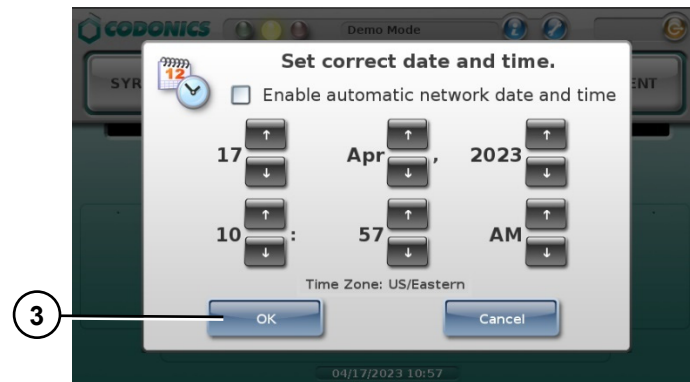 CODONICS Demo Mode
Set correct date and time.
12
SYR ENT
Enable automatic network date and time
17 Apr , 2023
10 : 57 AM
Time Zone: US/Eastern
3
OK Cancel
04/17/2023 10:57